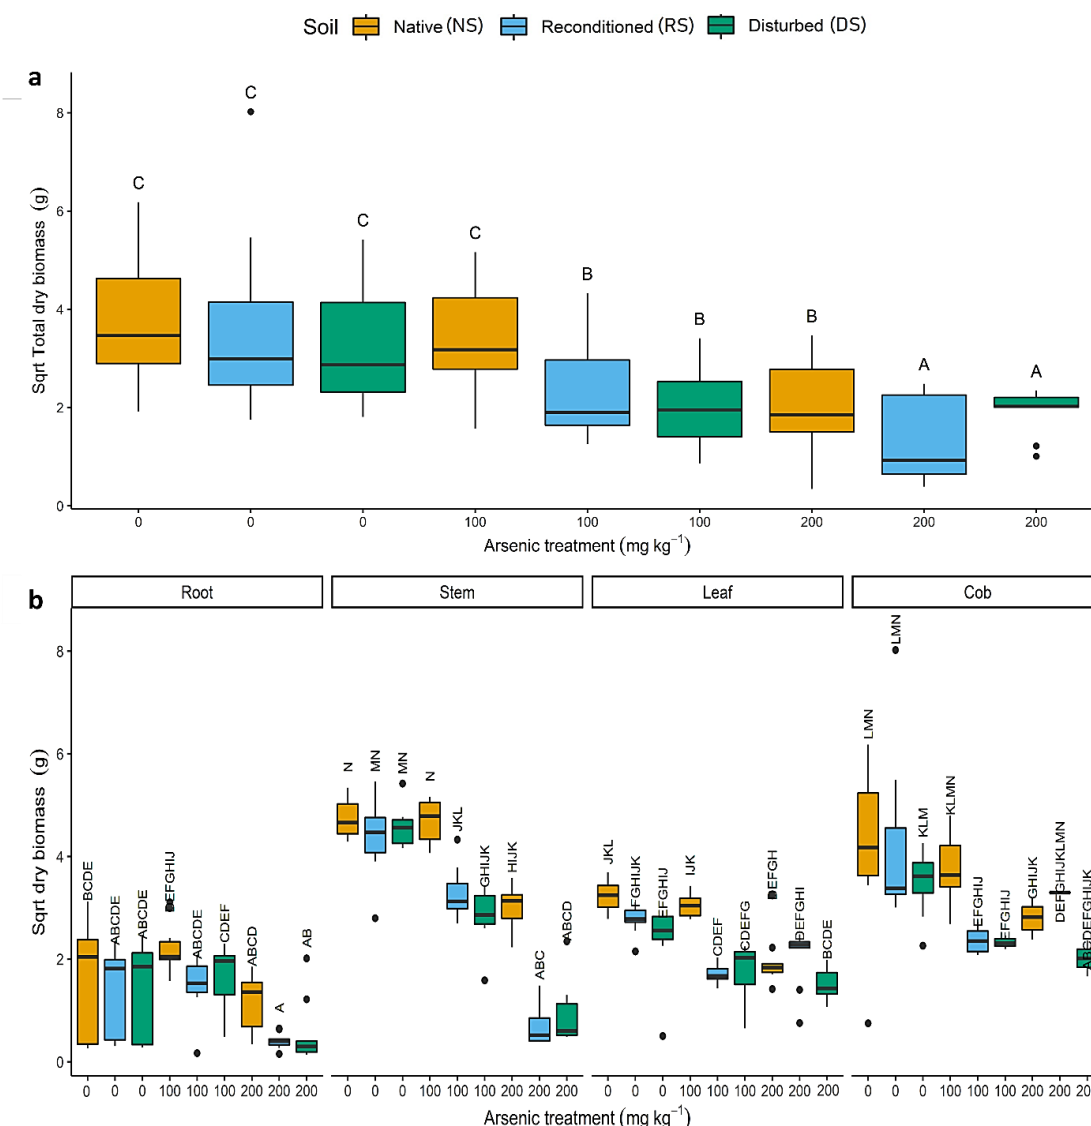 Soil Native (NS) Reconditioned (RS) Disturbed (DS)
a
Sqrt Total dry biomass (g)
8
6
4
2
0
C
C
C
C
B
B
B
A
A
0 0 0 100 100 100 200 200 200
Arsenic treatment (mg kg⁻¹)
b
Root Stem Leaf Cob
Sqrt dry biomass (g)
8
6
4
2
0
BCDE
ABCDE
ABCDE
EFGHIJ
ABCDE
CDEF
ABCD
A
AB
N
MN
MN
N
JKL
GHIJK
HIJK
ABC
ABCD
JKL
FGHIJK
EFGHIJ
IJK
CDEF
CDEFG
DEFGH
DEFGHI
BCDE
LMN
LMN
KLM
KLMN
EFGHIJ
EFGHIJ
GHIJK
DEFGHIJKLMN
0 0 0 100 100 100 200 200 200 0 0 0 100 100 100 200 200 200 0 0 0 100 100 100 200 200 200 0 0 0 100 100 100 200 200
Arsenic treatment (mg kg⁻¹)